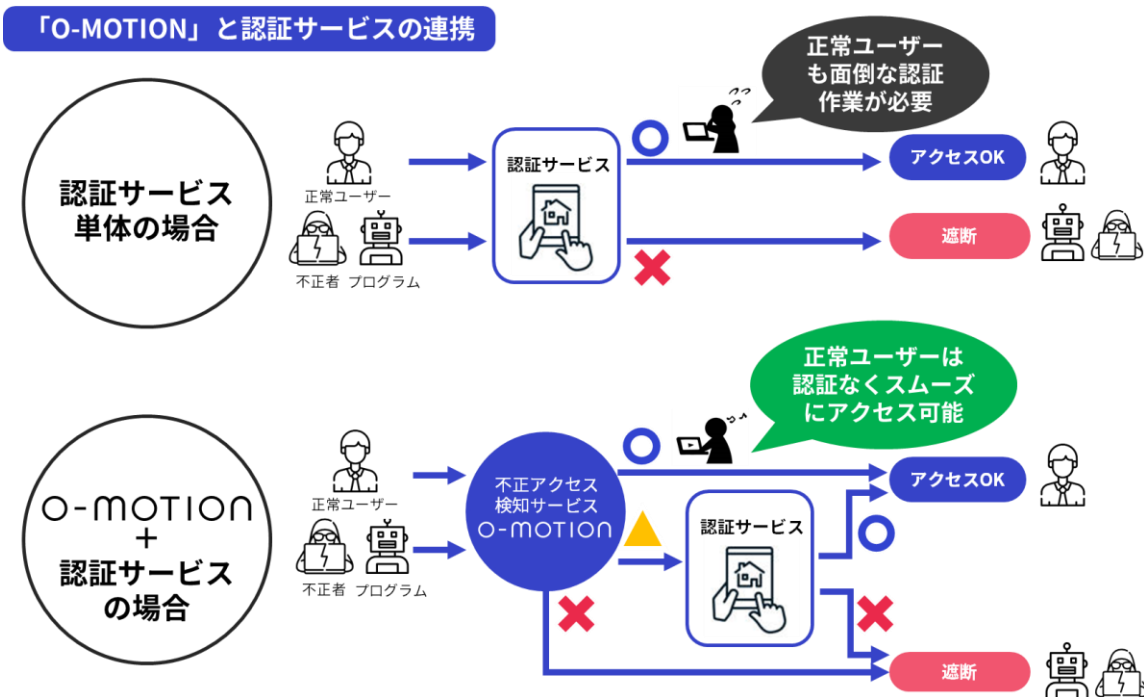 「O-MOTION」と認証サービスの連携
正常ユーザー
も面倒な認証
作業が必要
認証サービス
単体の場合
正常ユーザー
不正者 プログラム
認証サービス
アクセスOK
遮断
正常ユーザーは
認証なくスムーズ
にアクセス可能
O-MOTION
+
認証サービス
の場合
正常ユーザー
不正者 プログラム
不正アクセス
検知サービス
O-MOTION
認証サービス
アクセスOK
遮断